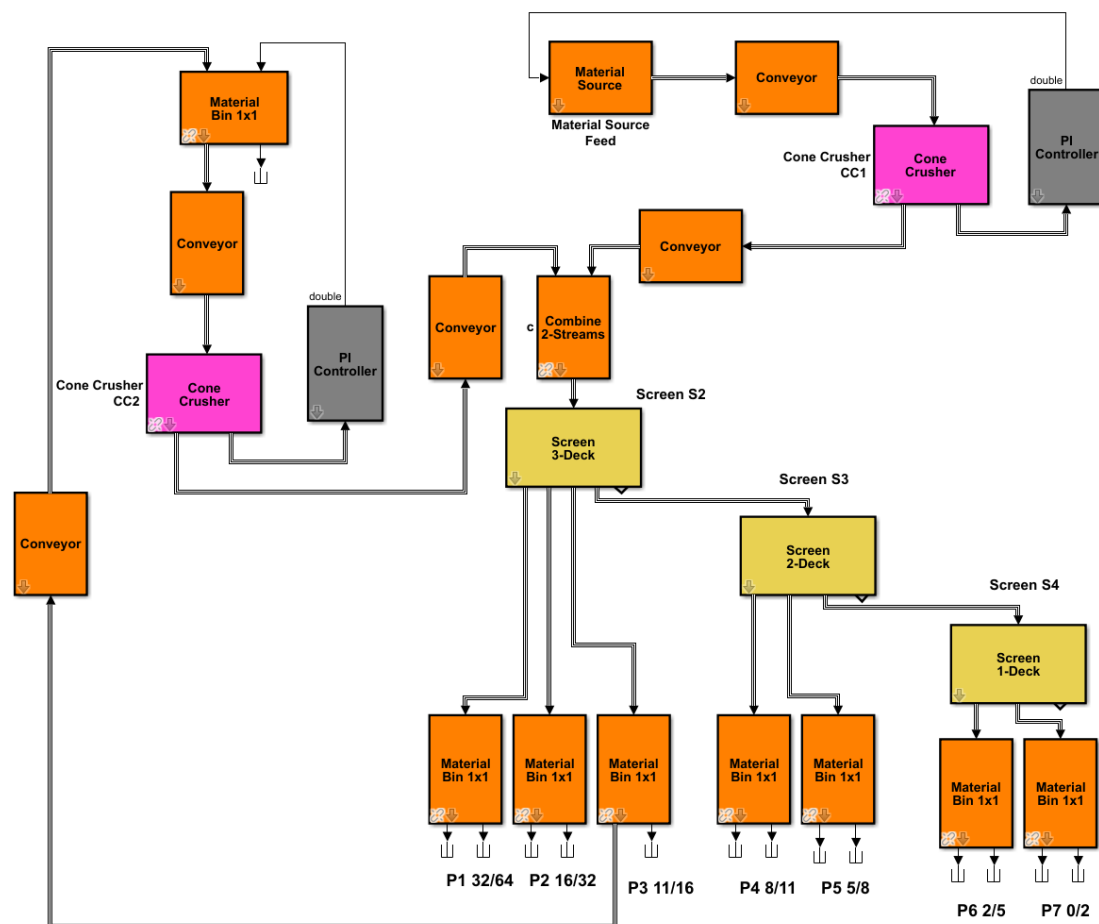 double
Material
Source
Conveyor
Material Source
Feed
Material
Bin 1x1
PI
Controller
Cone Crusher
CC1
Cone
Crusher
Conveyor
Conveyor
double
Conveyor
c
Combine
2-Streams
PI
Controller
Cone Crusher
CC2
Cone
Crusher
Screen S2
Screen
3-Deck
Screen S3
Conveyor
Screen
2-Deck
Screen S4
Screen
1-Deck
Material
Bin 1x1
Material
Bin 1x1
Material
Bin 1x1
Material
Bin 1x1
Material
Bin 1x1
Material
Bin 1x1
Material
Bin 1x1
P1 32/64
P2 16/32
P3 11/16
P4 8/11
P5 5/8
P6 2/5
P7 0/2